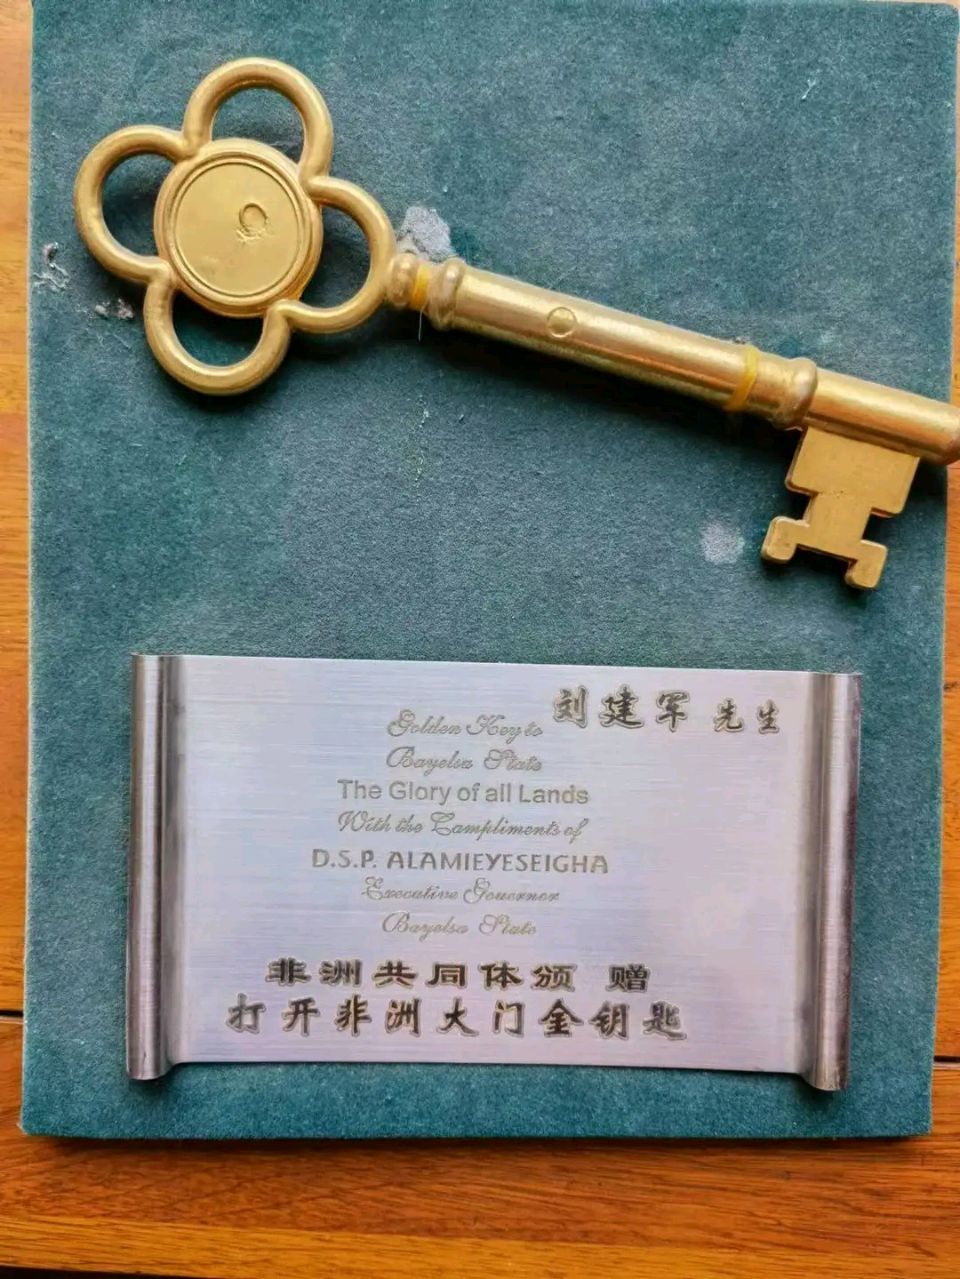 刘建军 先生
Golden Key to
Bayelsa State
The Glory of all Lands
With the Compliments of
D.S.P. ALAMIEYESEIGHA
Executive Governor
Bayelsa State
非洲共同体颁 赠
打开非洲大门金钥匙